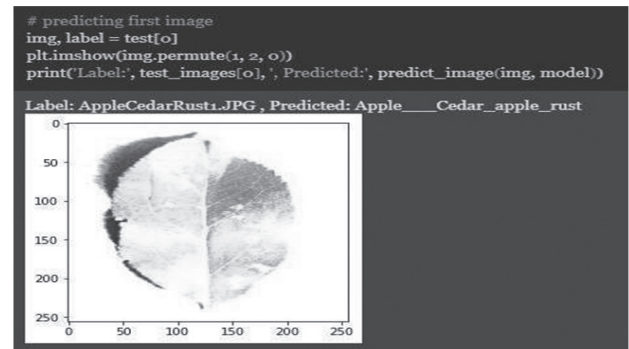 # predicting first image
img, label = test[0]
plt.imshow(img.permute(1, 2, 0))
print('Label:', test_images[0], ', Predicted:', predict_image(img, model))
Label: AppleCedarRust1.JPG , Predicted: Apple___Cedar_apple_rust
0
50
100
150
200
250
0 50 100 150 200 250